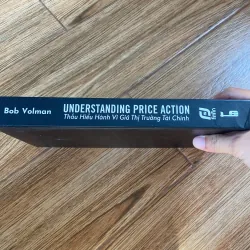 Bob Volman
UNDERSTANDING PRICE ACTION
Thấu Hiểu Hành Vi Giá Thị Trường Tài Chính